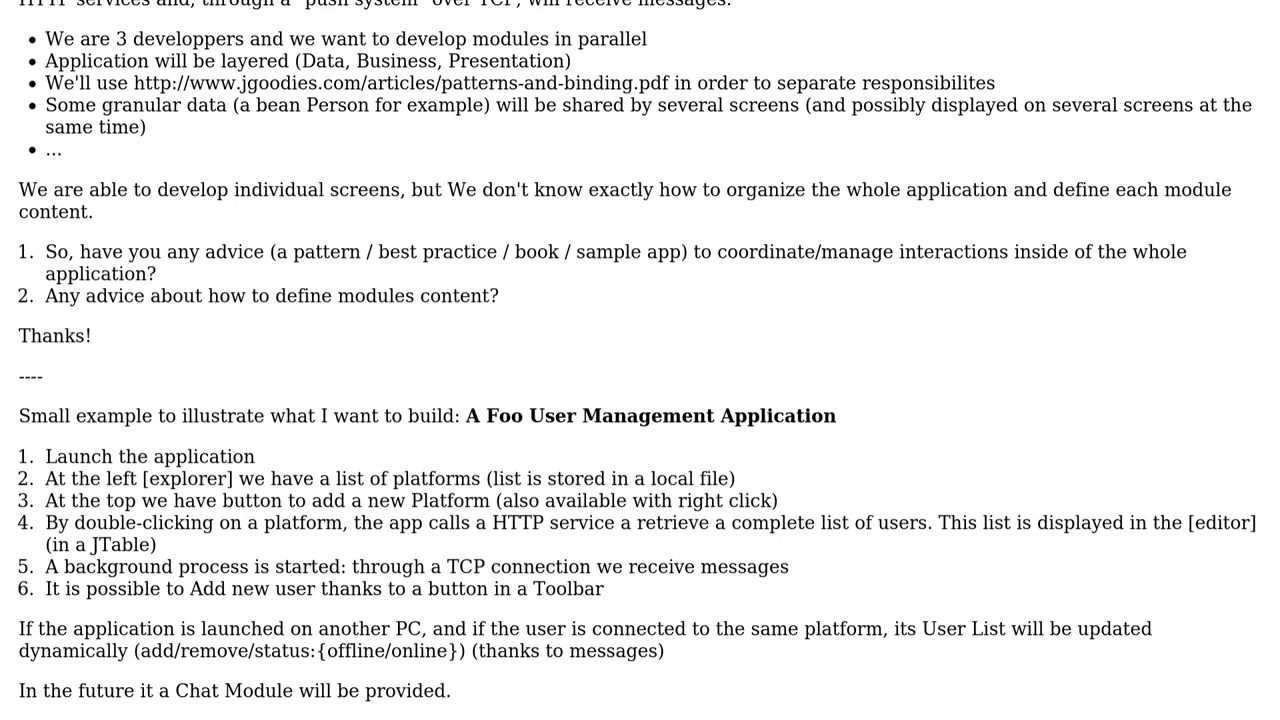 HTTP services and, through a "push system" over TCP, will receive messages.
• We are 3 developpers and we want to develop modules in parallel
• Application will be layered (Data, Business, Presentation)
• We'll use http://www.jgoodies.com/articles/patterns-and-binding.pdf in order to separate responsibilites
• Some granular data (a bean Person for example) will be shared by several screens (and possibly displayed on several screens at the
same time)
• ...
We are able to develop individual screens, but We don't know exactly how to organize the whole application and define each module
content.
1. So, have you any advice (a pattern / best practice / book / sample app) to coordinate/manage interactions inside of the whole
application?
2. Any advice about how to define modules content?
Thanks!
----
Small example to illustrate what I want to build: A Foo User Management Application
1. Launch the application
2. At the left [explorer] we have a list of platforms (list is stored in a local file)
3. At the top we have button to add a new Platform (also available with right click)
4. By double-clicking on a platform, the app calls a HTTP service a retrieve a complete list of users. This list is displayed in the [editor]
(in a JTable)
5. A background process is started: through a TCP connection we receive messages
6. It is possible to Add new user thanks to a button in a Toolbar
If the application is launched on another PC, and if the user is connected to the same platform, its User List will be updated
dynamically (add/remove/status:{offline/online}) (thanks to messages)
In the future it a Chat Module will be provided.